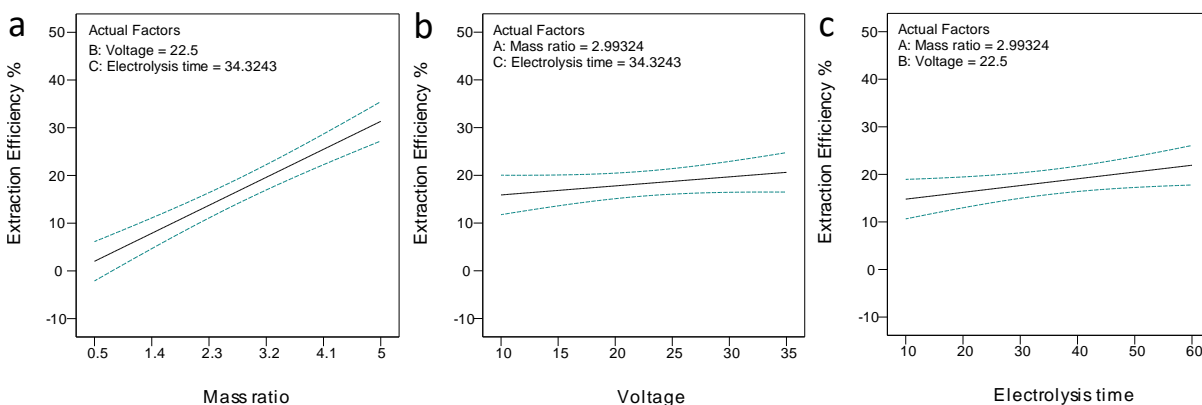 a
Actual Factors
B: Voltage = 22.5
C: Electrolysis time = 34.3243
Extraction Efficiency %
50
40
30
20
10
0
-10
0.5 1.4 2.3 3.2 4.1 5
Mass ratio
b
Actual Factors
A: Mass ratio = 2.99324
C: Electrolysis time = 34.3243
Extraction Efficiency %
50
40
30
20
10
0
-10
10 15 20 25 30 35
Voltage
c
Actual Factors
A: Mass ratio = 2.99324
B: Voltage = 22.5
Extraction Efficiency %
50
40
30
20
10
0
-10
10 20 30 40 50 60
Electrolysis time